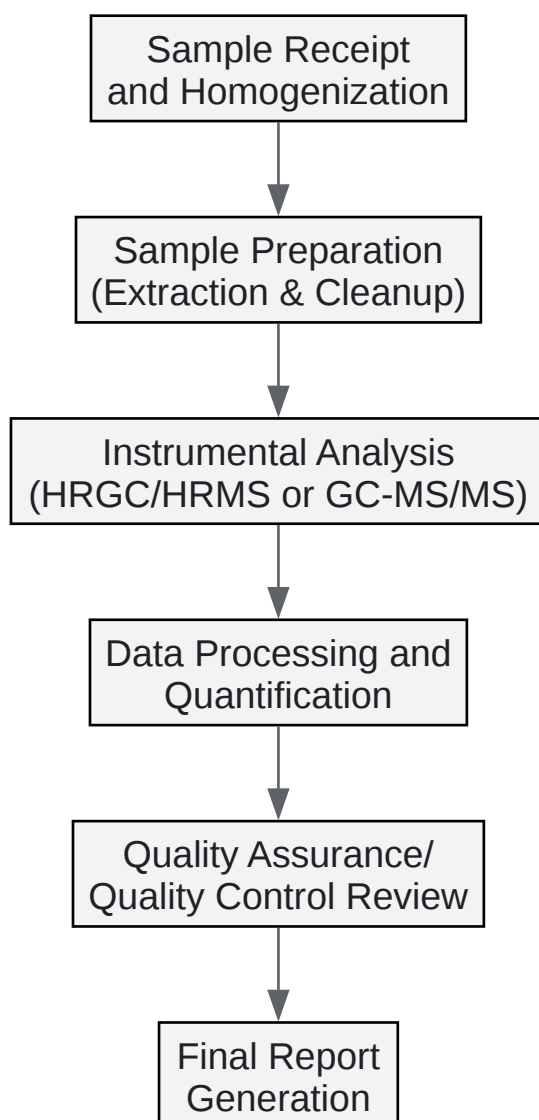 Sample Receipt
and Homogenization
Sample Preparation
(Extraction & Cleanup)
Instrumental Analysis
(HRGC/HRMS or GC-MS/MS)
Data Processing and
Quantification
Quality Assurance/
Quality Control Review
Final Report
Generation